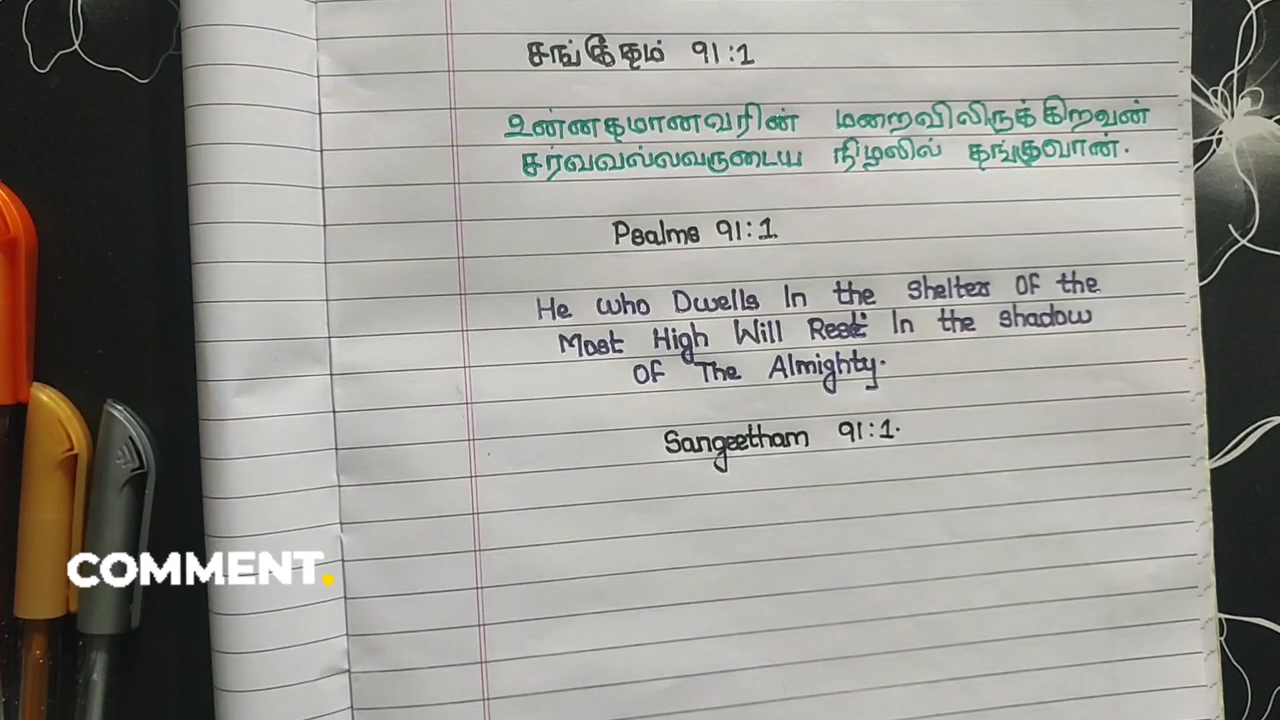 சங்கீதம் 91:1
உன்னதமானவரின் மறைவிலிருக்கிறவன்
சர்வவல்லவருடைய நிழலில் தங்குவான்.
Psalms 91:1
He who Dwells In the Shelter Of the
Most High Will Rest In the shadow
Of The Almighty.
Sangeetham 91:1.
COMMENT.